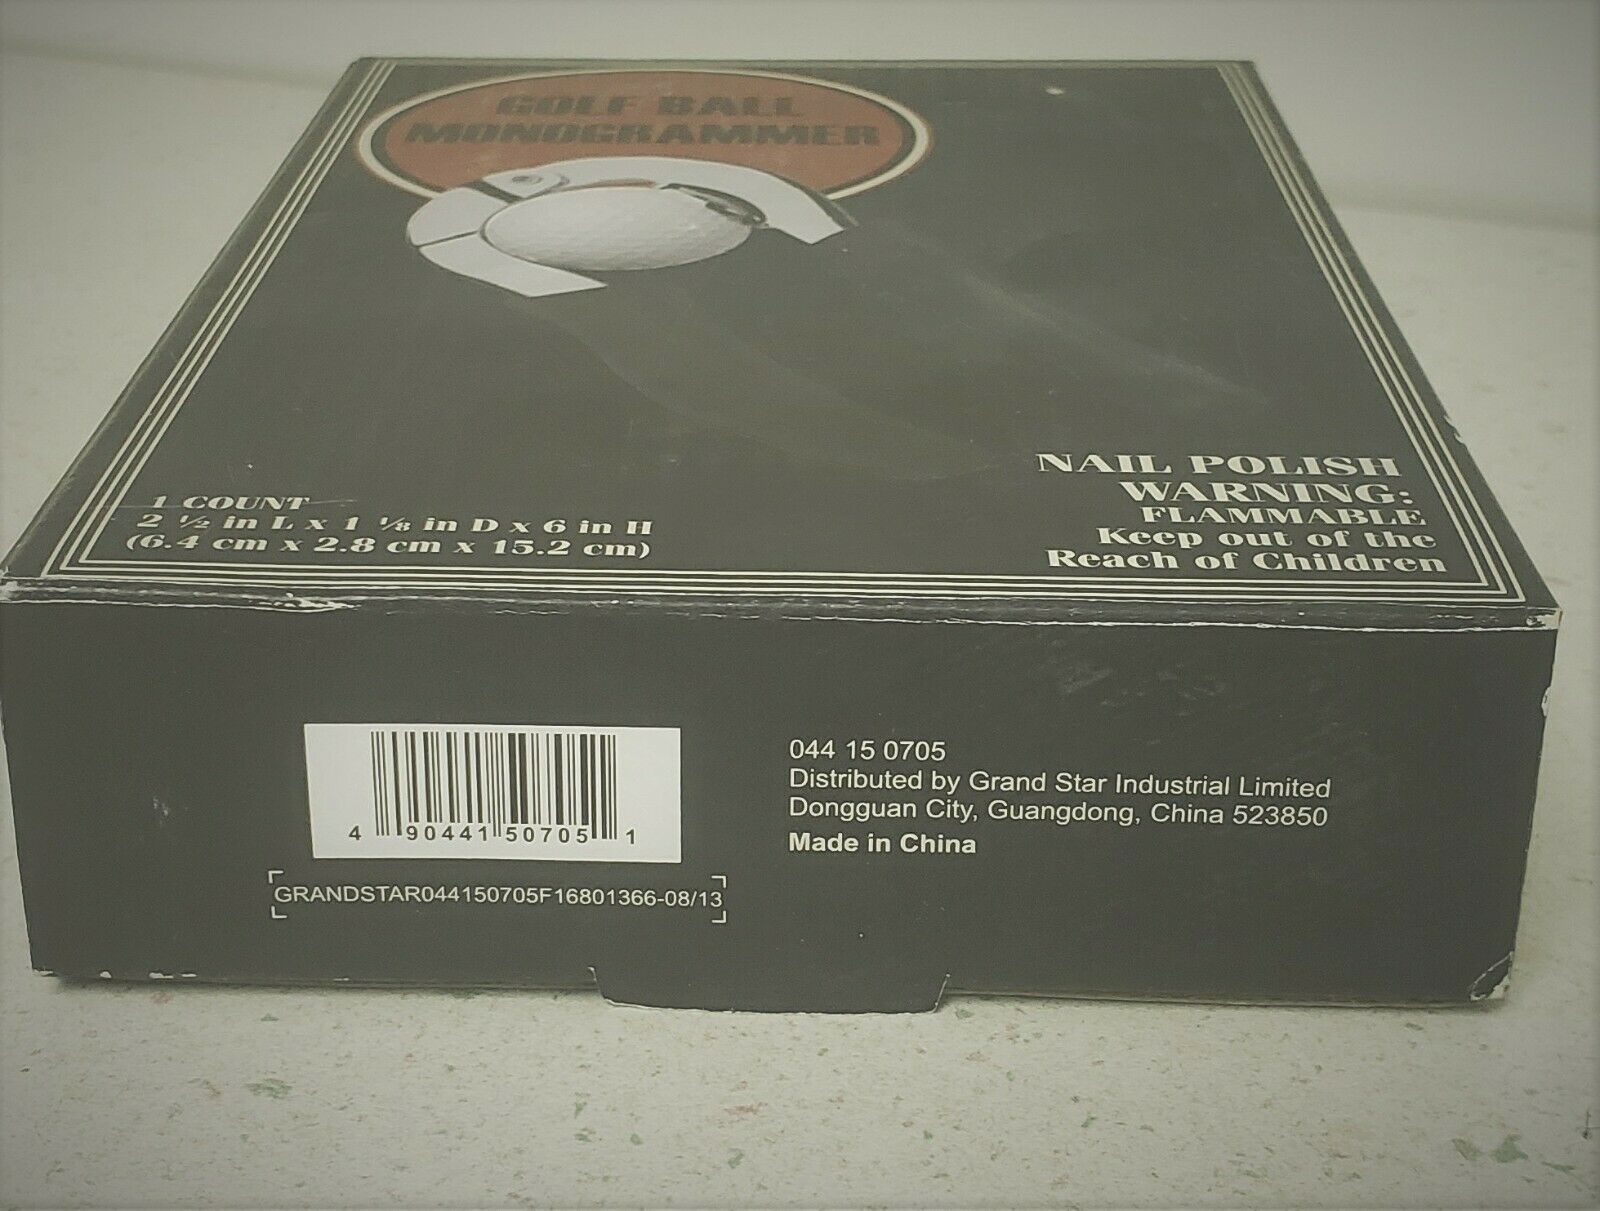 GOLF BALL
MONOGRAMMER
1 COUNT
2 ½ in L x 1 ⅛ in D x 6 in H
(6.4 cm x 2.8 cm x 15.2 cm)
NAIL POLISH
WARNING:
FLAMMABLE
Keep out of the
Reach of Children
4 90441 50705 1
GRANDSTAR044150705F16801366-08/13
044 15 0705
Distributed by Grand Star Industrial Limited
Dongguan City, Guangdong, China 523850
Made in China